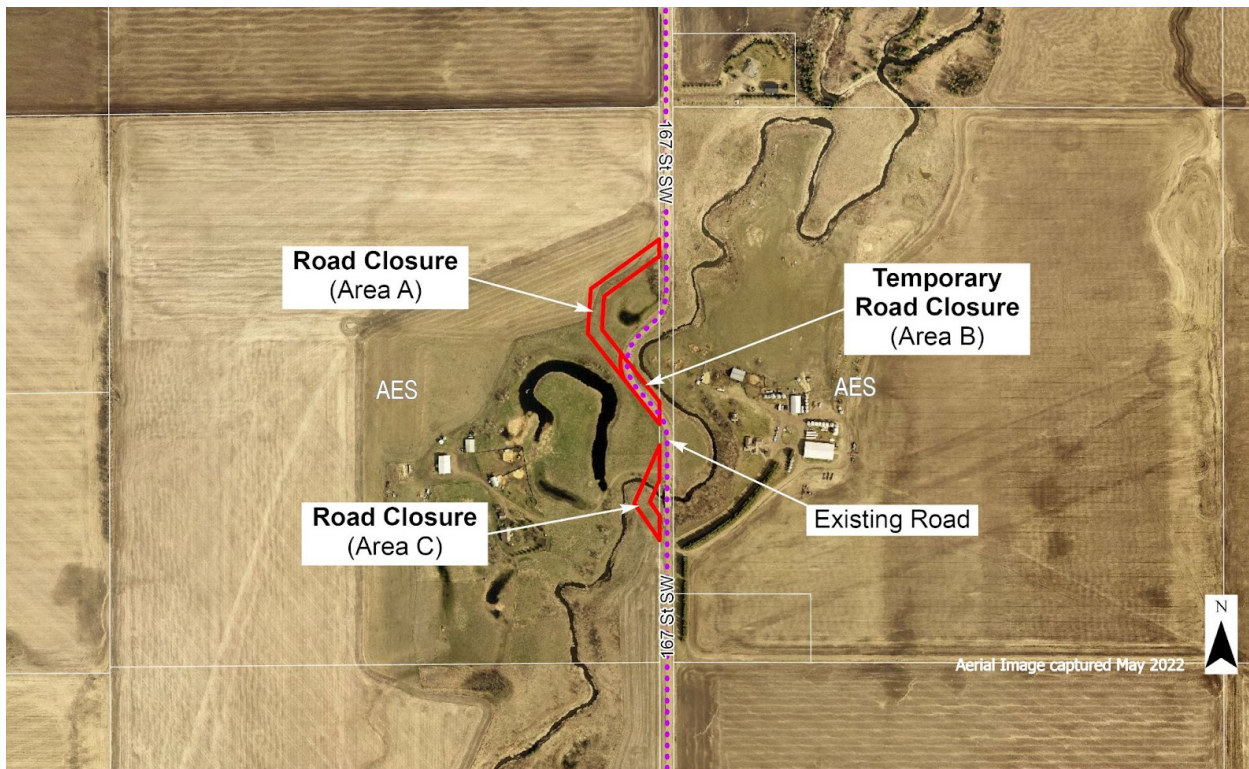 167 St SW
Road Closure
(Area A)
Temporary
Road Closure
(Area B)
AES
AES
Road Closure
(Area C)
Existing Road
167 St SW
N
Aerial Image captured May 2022